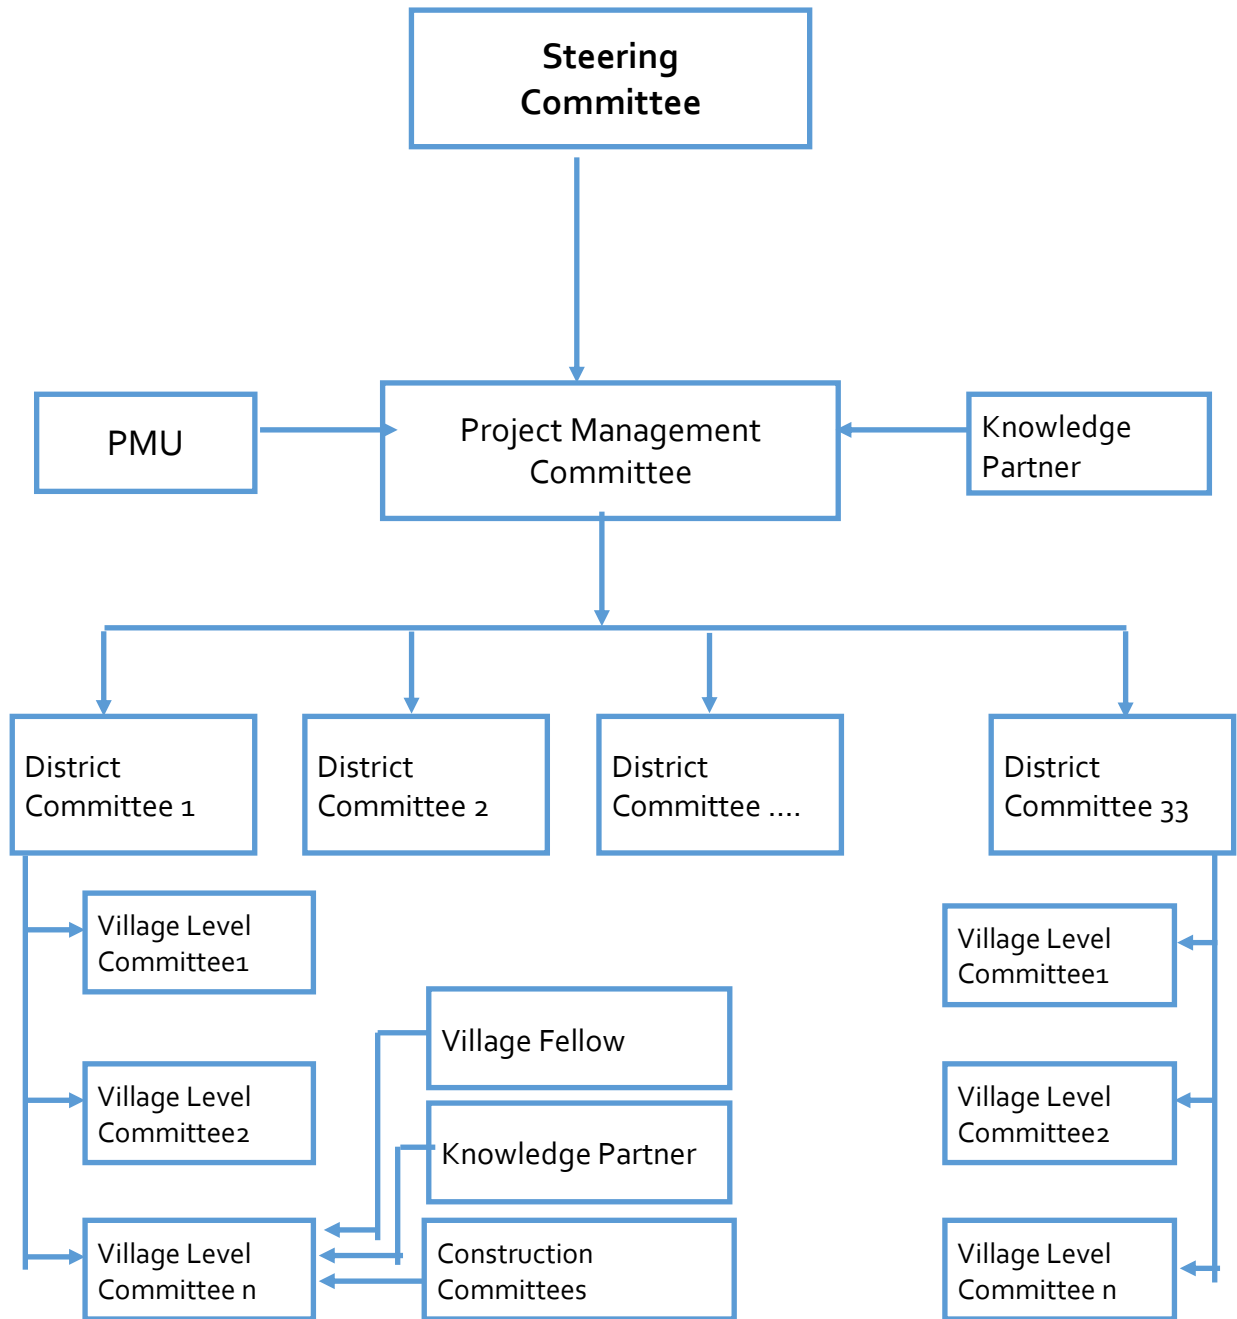 Steering
Committee
PMU
Project Management
Committee
Knowledge
Partner
District
Committee 1
District
Committee 2
District
Committee ....
District
Committee 33
Village Level
Committee1
Village Level
Committee1
Village Fellow
Village Level
Committee2
Village Level
Committee2
Knowledge Partner
Village Level
Committee n
Construction
Committees
Village Level
Committee n